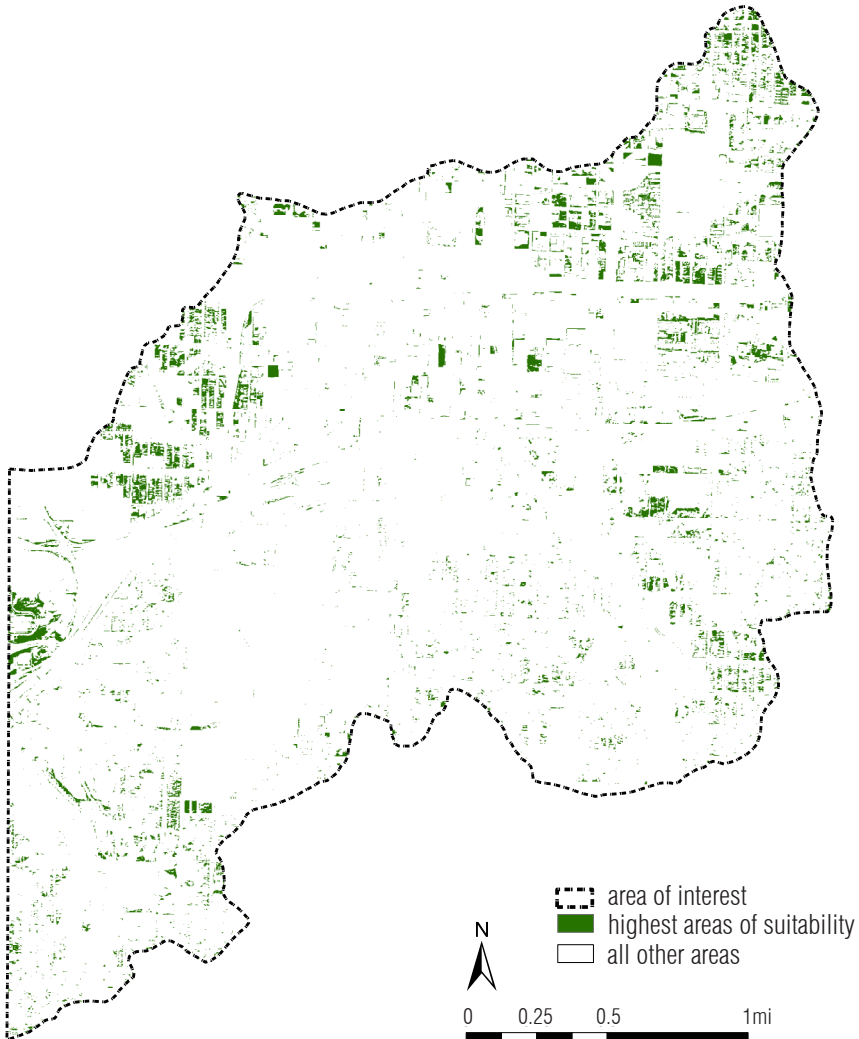 area of interest
highest areas of suitability
all other areas
N
0 0.25 0.5 1mi